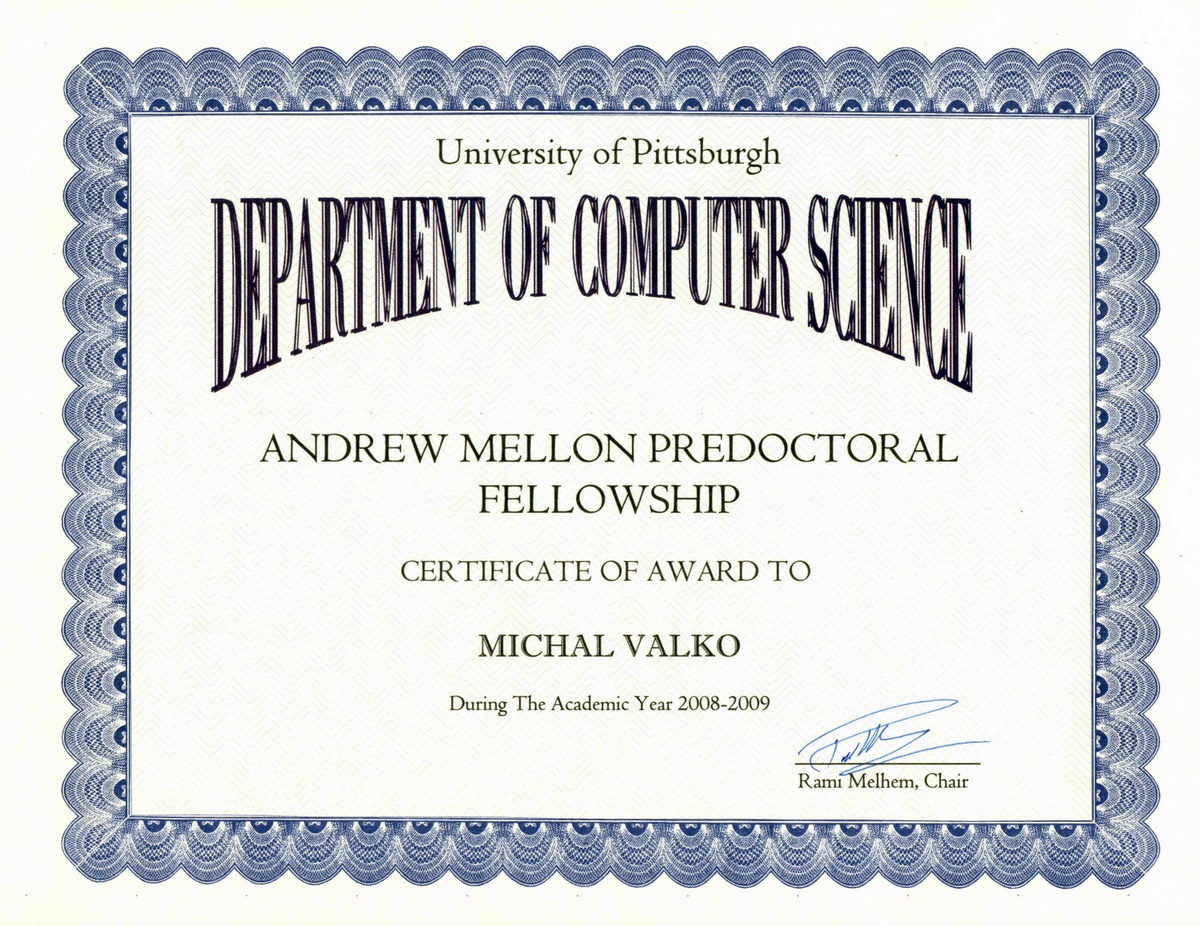 University of Pittsburgh
DEPARTMENT OF COMPUTER SCIENCE
ANDREW MELLON PREDOCTORAL
FELLOWSHIP
CERTIFICATE OF AWARD TO
MICHAL VALKO
During The Academic Year 2008-2009
Rami Melhem, Chair